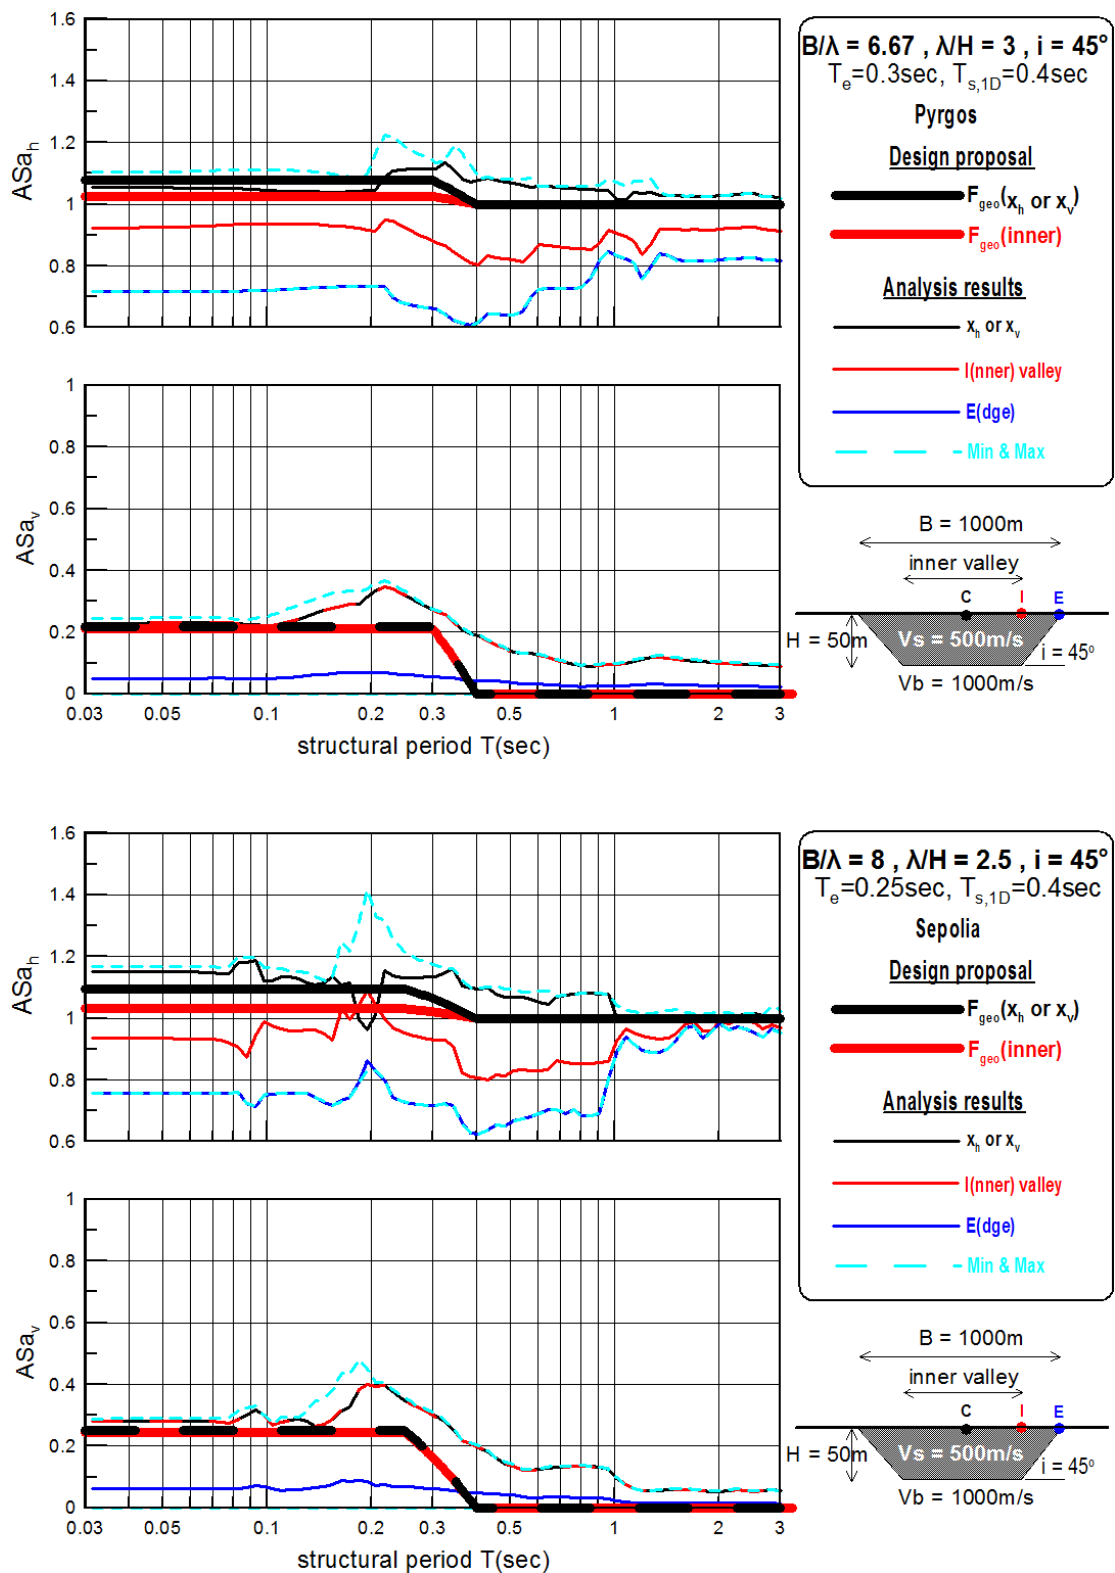 1.6
1.4
1.2
1
0.8
0.6
ASa_h
B/λ = 6.67 , λ/H = 3 , i = 45°
T_e=0.3sec, T_s,1D=0.4sec
Pyrgos
Design proposal
F_geo(x_h or x_v)
F_geo(inner)
Analysis results
x_h or x_v
I(nner) valley
E(dge)
Min & Max
1
0.8
0.6
0.4
0.2
0
ASa_v
0.03 0.05 0.1 0.2 0.3 0.5 1 2 3
structural period T(sec)
B = 1000m
inner valley
C I E
H = 50m
Vs = 500m/s
i = 45°
Vb = 1000m/s
1.6
1.4
1.2
1
0.8
0.6
ASa_h
B/λ = 8 , λ/H = 2.5 , i = 45°
T_e=0.25sec, T_s,1D=0.4sec
Sepolia
Design proposal
F_geo(x_h or x_v)
F_geo(inner)
Analysis results
x_h or x_v
I(nner) valley
E(dge)
Min & Max
1
0.8
0.6
0.4
0.2
0
ASa_v
0.03 0.05 0.1 0.2 0.3 0.5 1 2 3
structural period T(sec)
B = 1000m
inner valley
C I E
H = 50m
Vs = 500m/s
i = 45°
Vb = 1000m/s